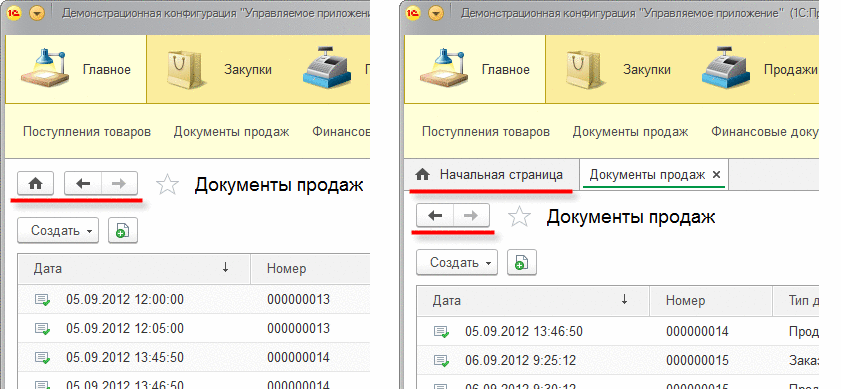 1С Демонстрационная конфигурация "Управляемое приложени
Главное Закупки
Поступления товаров Документы продаж Финансовые
Документы продаж
Создать
Дата ↓ Номер
05.09.2012 12:00:00 000000013
05.09.2012 12:05:00 000000013
05.09.2012 13:45:50 000000014
05.09.2012 13:46:50 000000014
1С Демонстрационная конфигурация "Управляемое приложение" (1С:Пр
Главное Закупки Продажи
Поступления товаров Документы продаж Финансовые доку
Начальная страница Документы продаж ×
Документы продаж
Создать
Дата ↓ Номер Тип д
05.09.2012 13:46:50 000000014 Прод
06.09.2012 9:25:12 000000015 Зака
06.09.2012 9:30:12 000000015